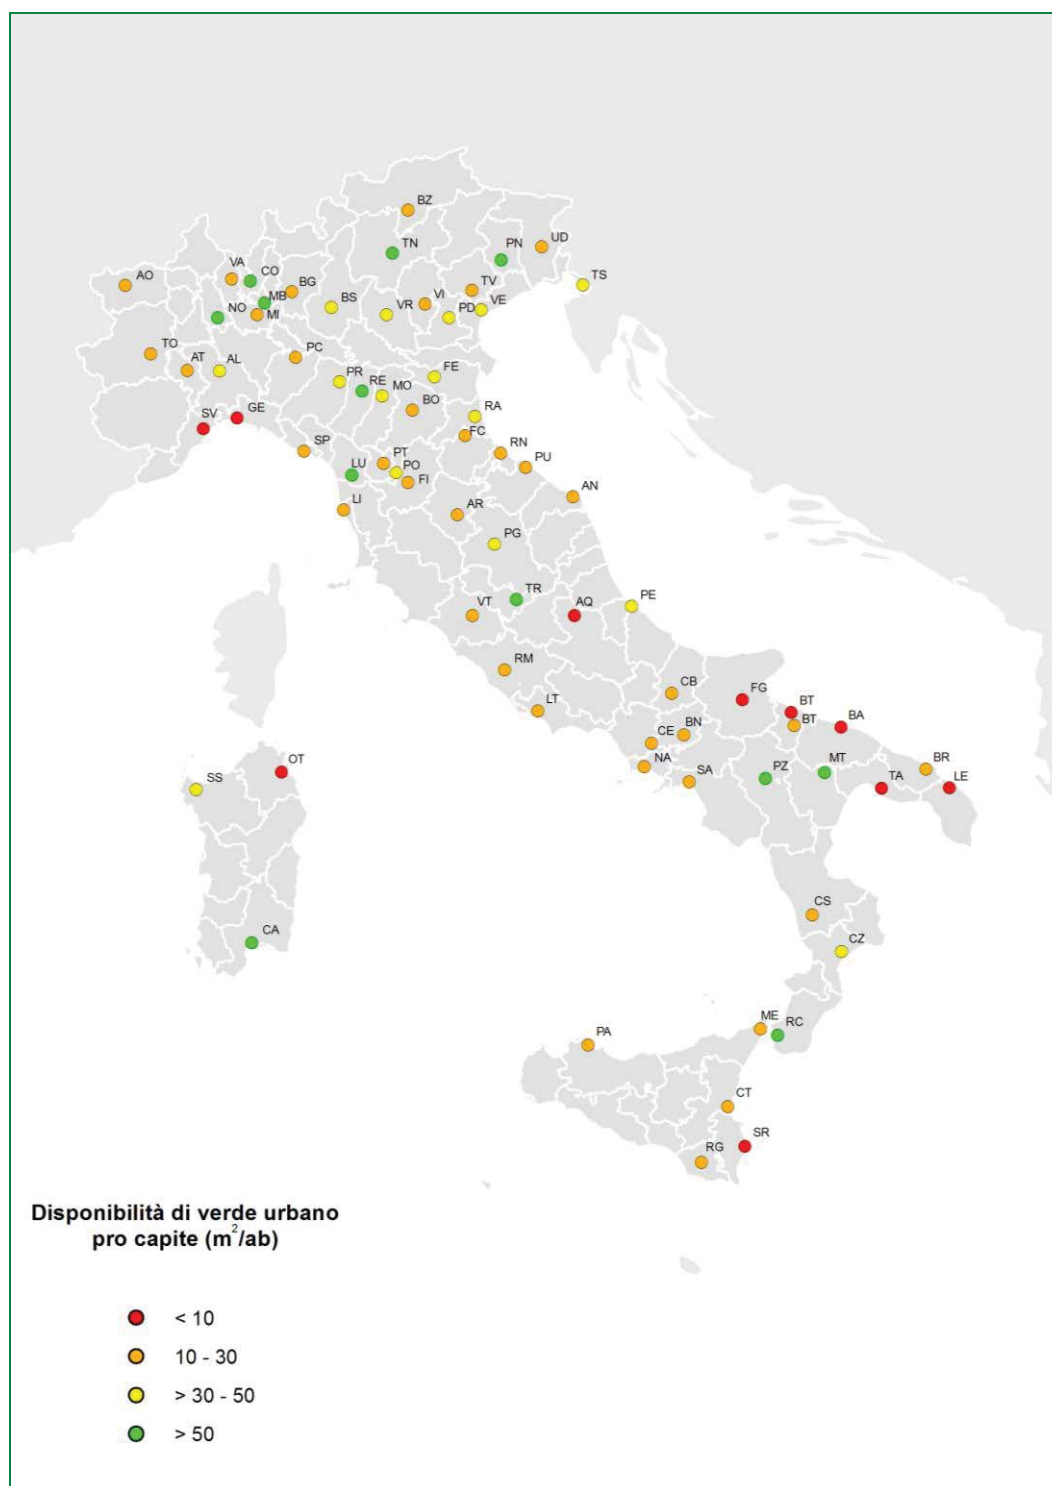 BZ
TN
PN
UD
AO
VA
CO
BG
TV
TS
MB
BS
VR
VI
PD
VE
NO
MI
TO
AT
AL
PC
PR
RE
MO
FE
BO
RA
SV
GE
FC
SP
PT
RN
PU
LU
PO
FI
LI
AR
AN
PG
TR
VT
AQ
PE
RM
CB
FG
LT
BT
BT
BA
CE
BN
OT
NA
SA
PZ
MT
BR
SS
TA
LE
CS
CA
CZ
ME
RC
PA
CT
SR
RG
Disponibilità di verde urbano
pro capite (m²/ab)
< 10
10 - 30
> 30 - 50
> 50